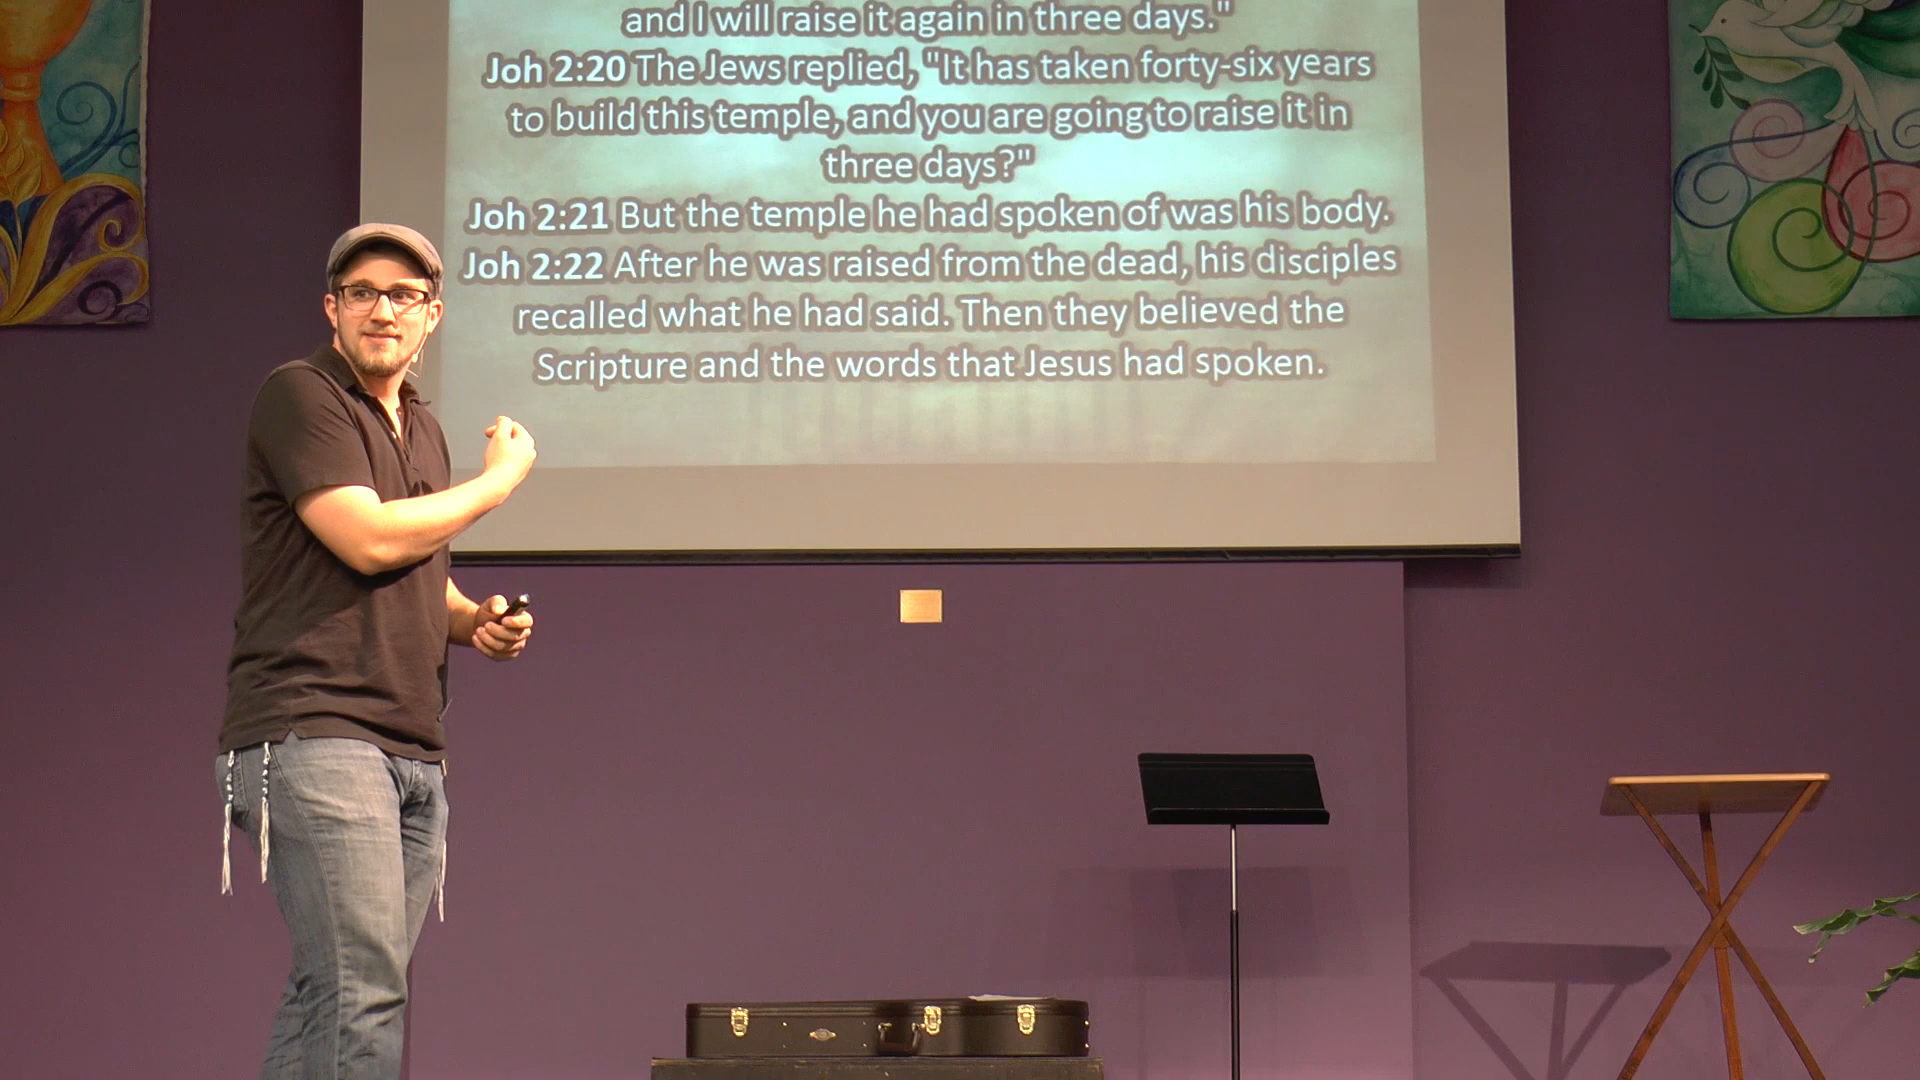 and I will raise it again in three days."
Joh 2:20 The Jews replied, "It has taken forty-six years
to build this temple, and you are going to raise it in
three days?"
Joh 2:21 But the temple he had spoken of was his body.
Joh 2:22 After he was raised from the dead, his disciples
recalled what he had said. Then they believed the
Scripture and the words that Jesus had spoken.